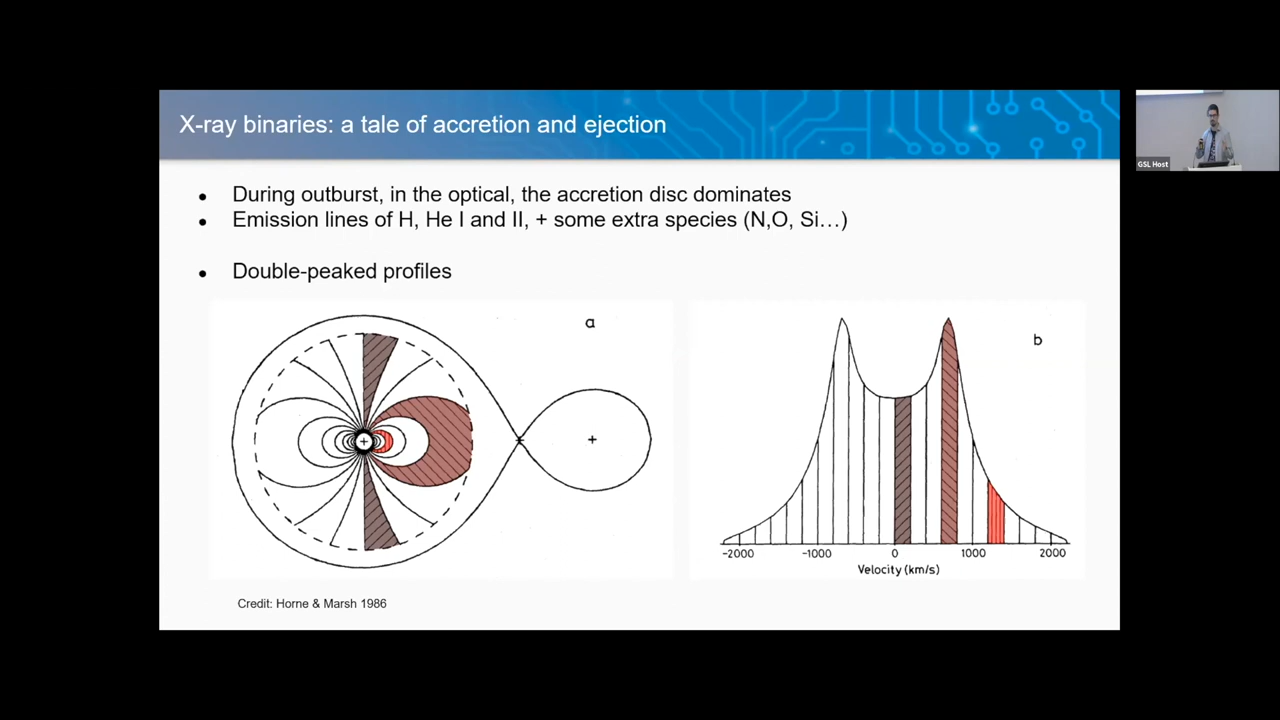 X-ray binaries: a tale of accretion and ejection
GSL Host
● During outburst, in the optical, the accretion disc dominates
● Emission lines of H, He I and II, + some extra species (N,O, Si…)
● Double-peaked profiles
a
b
-2000 -1000 0 1000 2000
Velocity (km/s)
Credit: Horne & Marsh 1986